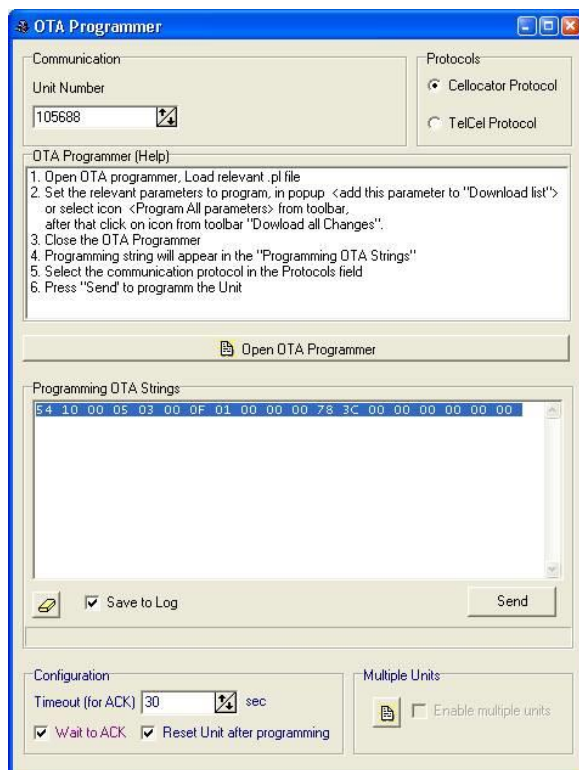 OTA Programmer
Communication
Unit Number
105688
Protocols
Cellocator Protocol
TelCel Protocol
OTA Programmer (Help)
1. Open OTA programmer, Load relevant .pl file
2. Set the relevant parameters to program, in popup <add this parameter to "Download list">
or select icon <Program All parameters> from toolbar,
after that click on icon from toolbar "Dowload all Changes".
3. Close the OTA Programmer
4. Programming string will appear in the "Programming OTA Strings"
5. Select the communication protocol in the Protocols field
6. Press "Send' to programm the Unit
Open OTA Programmer
Programming OTA Strings
54 10 00 05 03 00 0F 01 00 00 00 78 3C 00 00 00 00 00 00
Save to Log
Send
Configuration
Timeout (for ACK) 30 sec
Wait to ACK Reset Unit after programming
Multiple Units
Enable multiple units